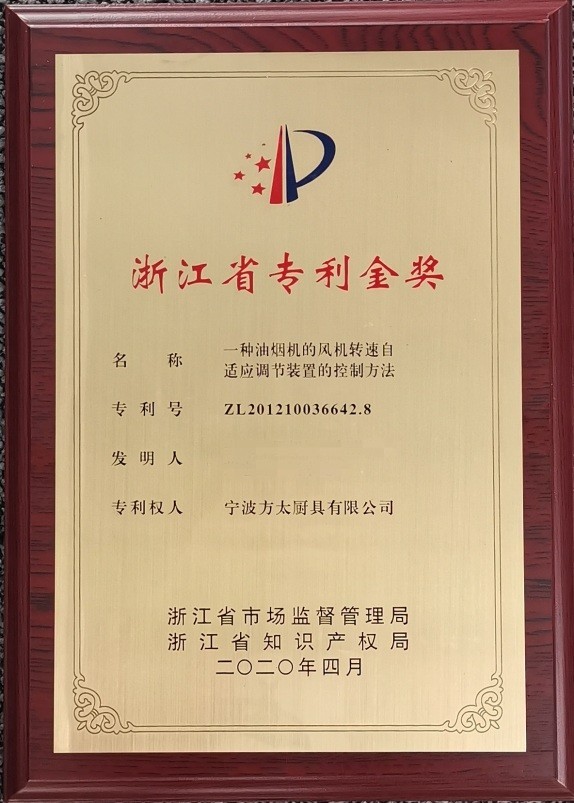 浙江省专利金奖
名 称 一种油烟机的风机转速自
适应调节装置的控制方法
专 利 号 ZL201210036642.8
发 明 人
专利权人 宁波方太厨具有限公司
浙江省市场监督管理局
浙江省知识产权局
二〇二〇年四月